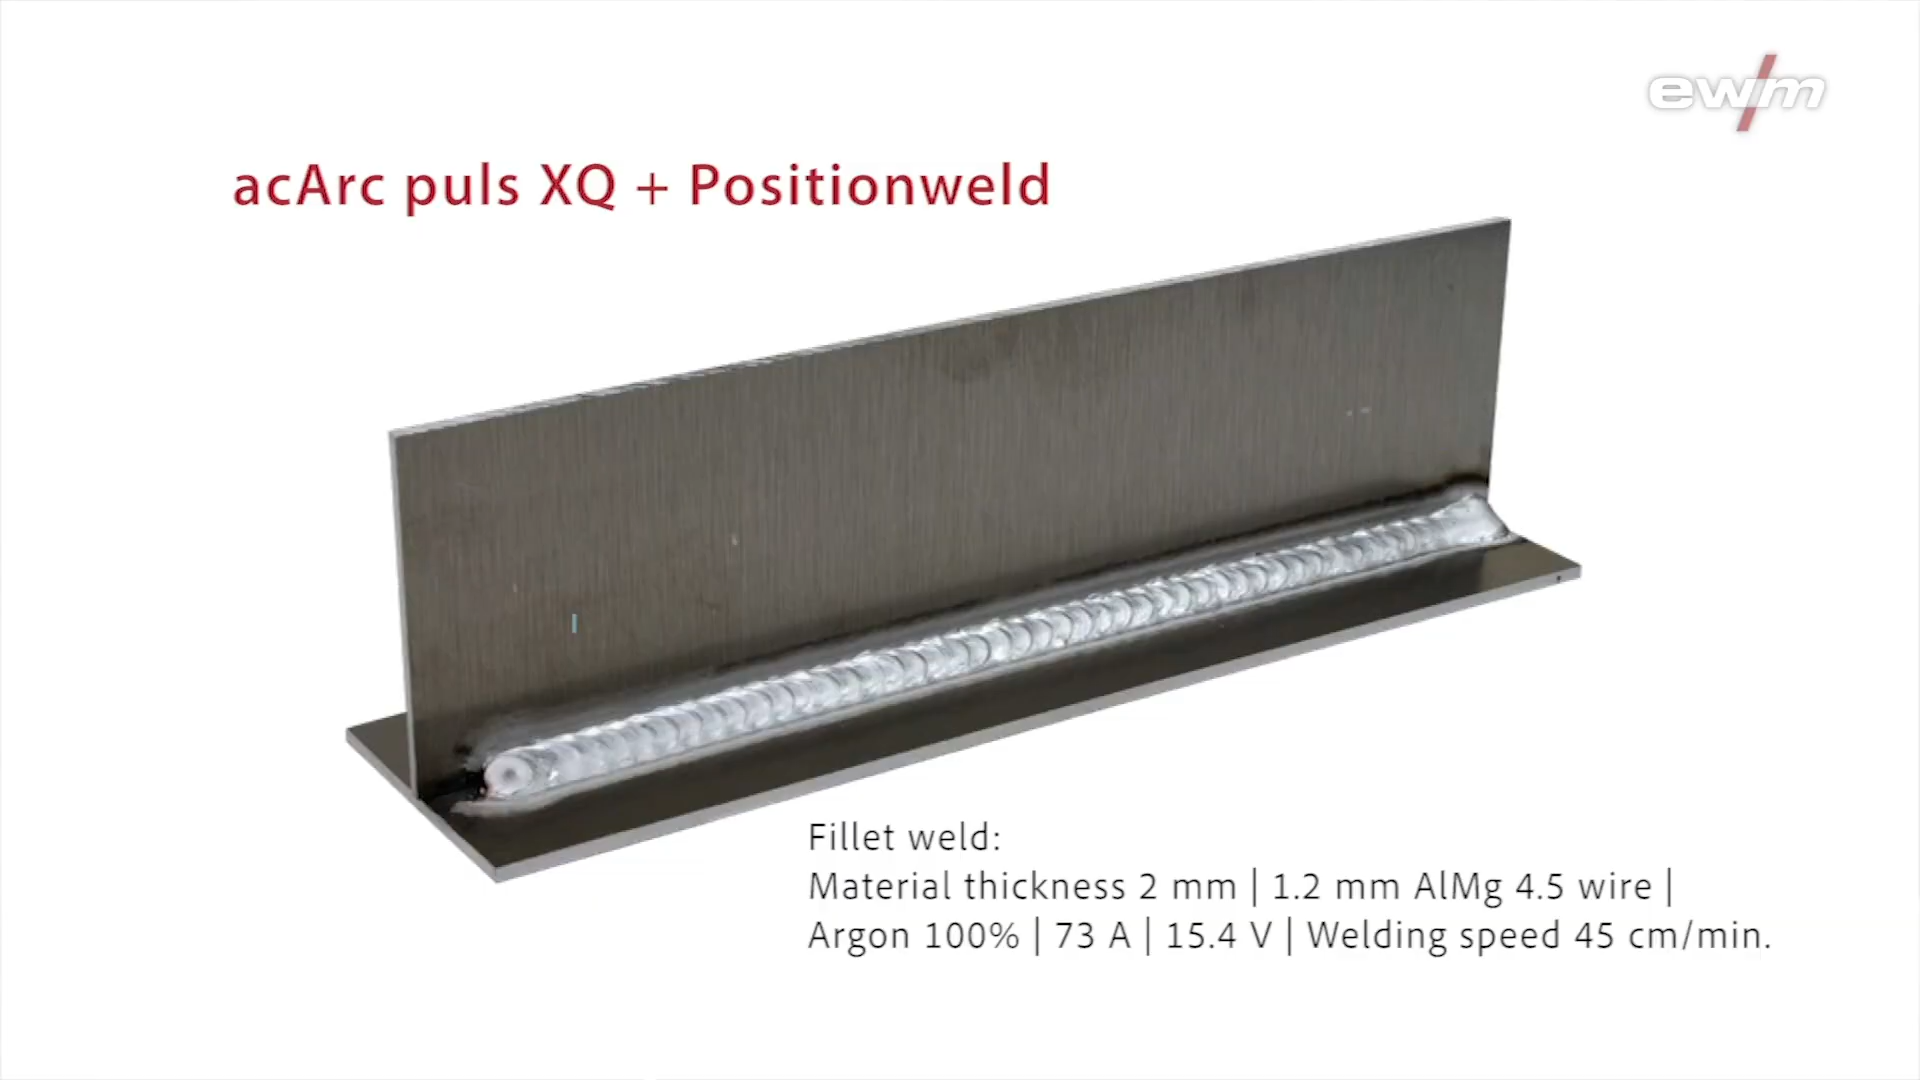 ewm
acArc puls XQ + Positionweld
Fillet weld:
Material thickness 2 mm | 1.2 mm AlMg 4.5 wire |
Argon 100% | 73 A | 15.4 V | Welding speed 45 cm/min.